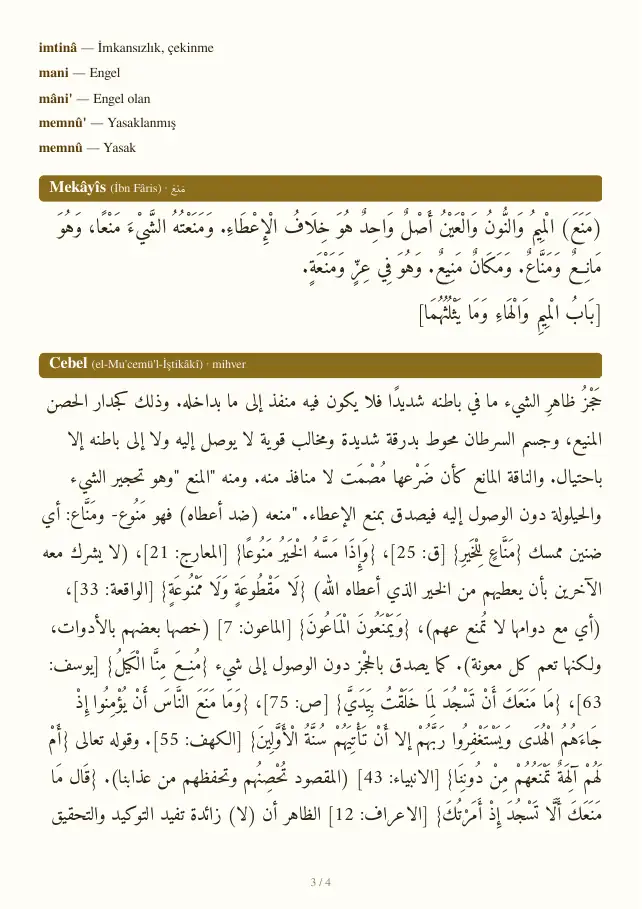 imtinâ — İmkansızlık, çekinme
mani — Engel
mâni' — Engel olan
memnû' — Yasaklanmış
memnû — Yasak
Mekâyîs (İbn Fâris) · مَنَعَ
(مَنَعَ) الْمِيمُ وَالنُّونُ وَالْعَيْنُ أَصْلٌ وَاحِدٌ هُوَ خِلَافُ الْإِعْطَاءِ. وَمَنَعْتُهُ الشَّيْءَ مَنْعًا، وَهُوَ
مَانِعٌ وَمَنَّاعٌ. وَمَكَانٌ مَنِيعٌ. وَهُوَ فِي عِزٍّ وَمَنْعَةٍ.
[بَابُ الْمِيمِ وَالْهَاءِ وَمَا يَثْلُثُهُمَا]
Cebel (el-Mu'cemü'l-İştikâkî) · mihver
حَجْزُ ظاهرِ الشيء ما في باطنه شديدًا فلا يكون فيه منفذ إلى ما بداخله. وذلك كجدار الحصن
المنيع، وجسم السرطان محوط بدرقة شديدة ومخالب قوية لا يوصل إليه ولا إلى باطنه إلا
باحتيال. والناقة المانع كأن ضَرْعها مُصْمَت لا منافذ منه. ومنه "المنع "وهو تحجير الشيء
والحيلولة دون الوصول إليه فيصدق بمنع الإعطاء. "منعه (ضد أعطاه) فهو مَنُوع- ومَنَّاع: أي
ضنين ممسك {مَنَّاعٍ لِلْخَيرِ} [ق: 25]، {وَإِذَا مَسَّهُ الْخَيْرُ مَنُوعًا} [المعارج: 21]، (لا يشرك معه
الآخرين بأن يعطيهم من الخير الذي أعطاه الله) {لَا مَقْطُوعَةٍ وَلَا مَمْنُوعَةٍ} [الواقعة: 33]،
(أي مع دوامها لا تُمنع عهم)، {وَيَمْنَعُونَ الْمَاعُونَ} [الماعون: 7] (خصها بعضهم بالأدوات،
ولكنها تعم كل معونة). كما يصدق بالحَجْز دون الوصول إلى شيء {مُنِعَ مِنَّا الْكَيْلُ} [يوسف:
63]، {مَا مَنَعَكَ أَنْ تَسْجُدَ لِمَا خَلَقْتُ بِيَدَيَّ} [ص: 75]، {وَمَا مَنَعَ النَّاسَ أَنْ يُؤْمِنُوا إِذْ
جَاءَهُمُ الْهُدَى وَيَسْتَغْفِرُوا رَبَّهُمْ إلا أَنْ تَأْتِيَهُمْ سُنَّةُ الْأَوَّلِينَ} [الكهف: 55]. وقوله تعالى {أَمْ
لَهُمْ آلِهَةٌ تَمْنَعُهُمْ مِنْ دُونِنَا} [الانبياء: 43] (المقصود تُحْصِنُهم وتحفظهم من عذابنا). {قَال مَا
مَنَعَكَ أَلَّا تَسْجُدَ إِذْ أَمَرْتُكَ} [الاعراف: 12] الظاهر أن (لا) زائدة تفيد التوكيد والتحقيق
3 / 4